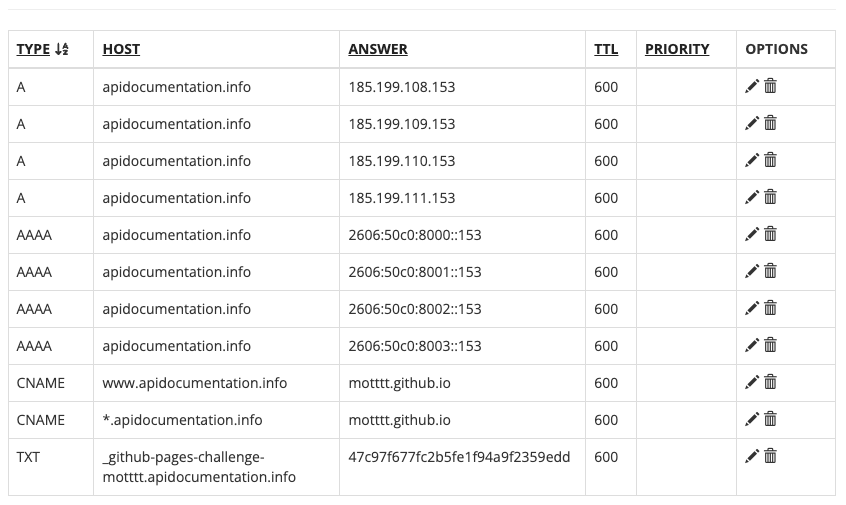 TYPE HOST ANSWER TTL PRIORITY OPTIONS
A apidocumentation.info 185.199.108.153 600
A apidocumentation.info 185.199.109.153 600
A apidocumentation.info 185.199.110.153 600
A apidocumentation.info 185.199.111.153 600
AAAA apidocumentation.info 2606:50c0:8000::153 600
AAAA apidocumentation.info 2606:50c0:8001::153 600
AAAA apidocumentation.info 2606:50c0:8002::153 600
AAAA apidocumentation.info 2606:50c0:8003::153 600
CNAME www.apidocumentation.info motttt.github.io 600
CNAME *.apidocumentation.info motttt.github.io 600
TXT _github-pages-challenge- 47c97f677fc2b5fe1f94a9f2359edd 600
motttt.apidocumentation.info